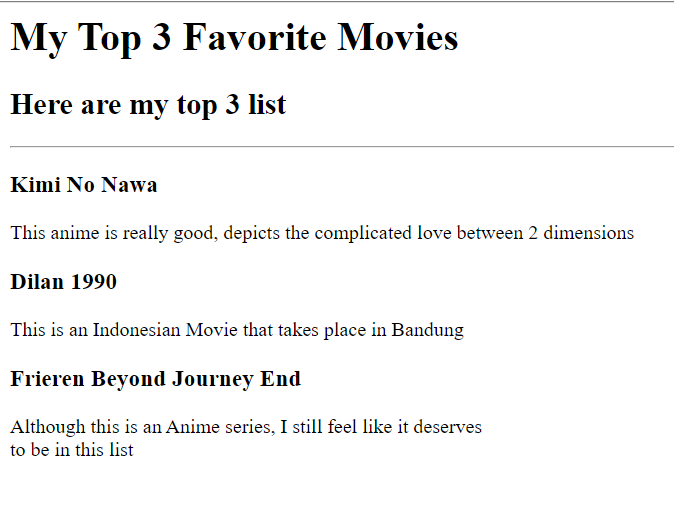 My Top 3 Favorite Movies
Here are my top 3 list
Kimi No Nawa
This anime is really good, depicts the complicated love between 2 dimensions
Dilan 1990
This is an Indonesian Movie that takes place in Bandung
Frieren Beyond Journey End
Although this is an Anime series, I still feel like it deserves
to be in this list